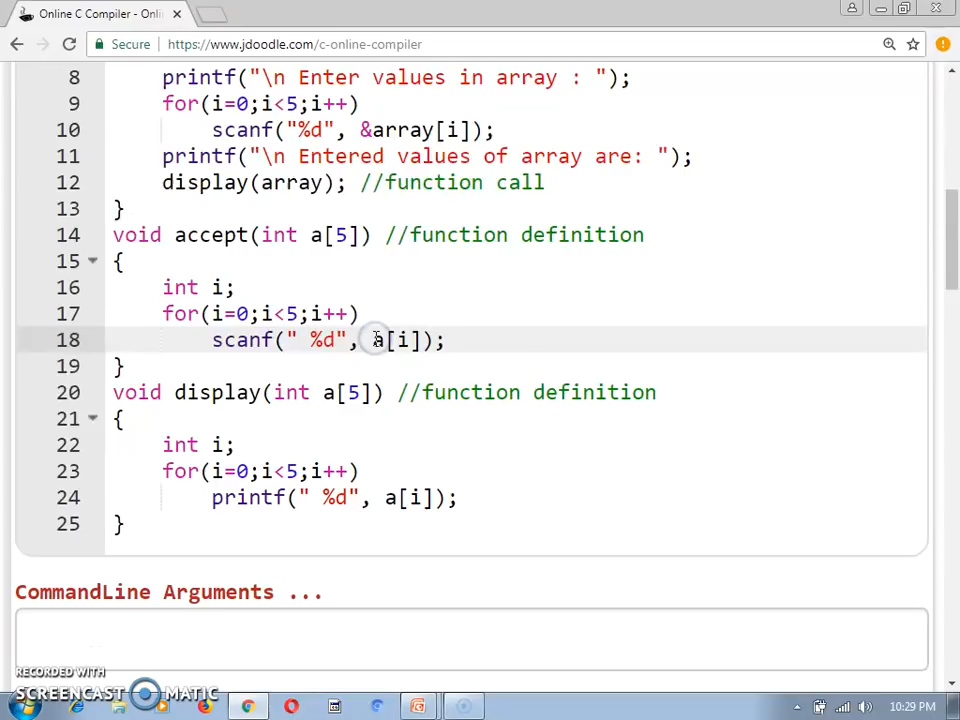 Online C Compiler - Onli
Secure
https://www.jdoodle.com/c-online-compiler
8 printf("\n Enter values in array : ");
9 for(i=0;i<5;i++)
10 scanf("%d", &array[i]);
11 printf("\n Entered values of array are: ");
12 display(array); //function call
13 }
14 void accept(int a[5]) //function definition
15 {
16 int i;
17 for(i=0;i<5;i++)
18 scanf(" %d", a[i]);
19 }
20 void display(int a[5]) //function definition
21 {
22 int i;
23 for(i=0;i<5;i++)
24 printf(" %d", a[i]);
25 }
CommandLine Arguments ...
RECORDED WITH
SCREENCAST MATIC
10:29 PM